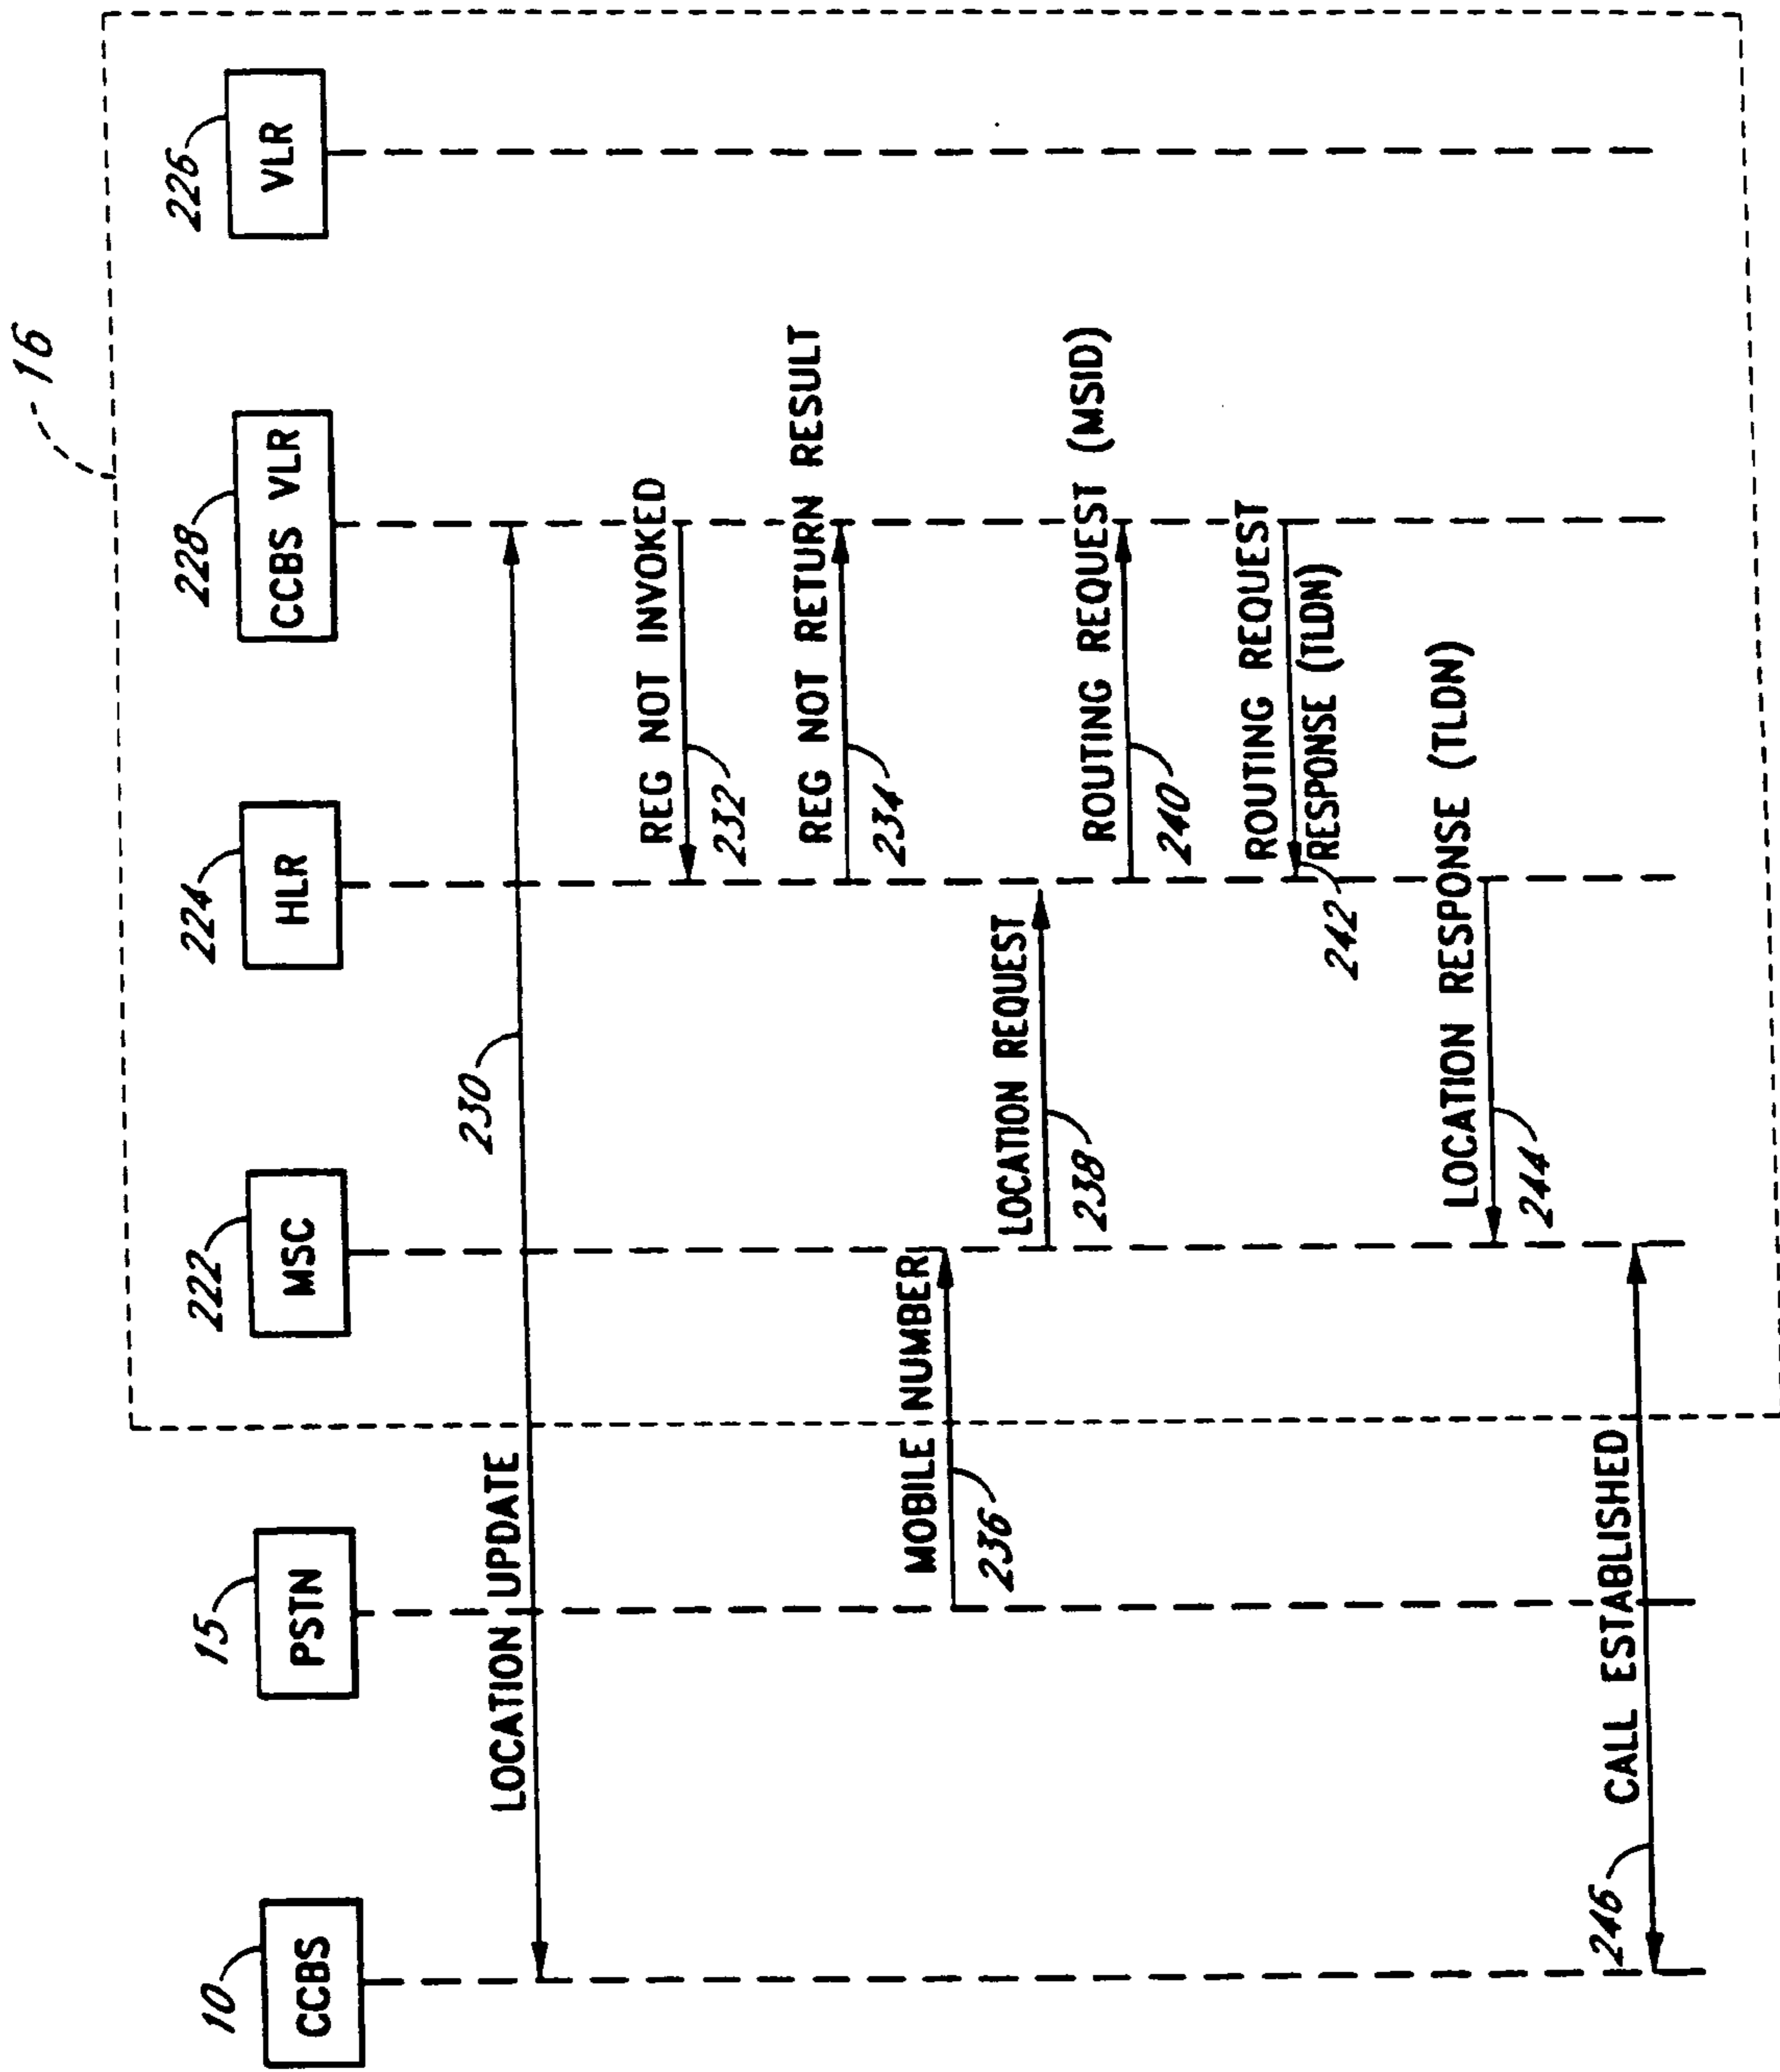 16
10
15
222
224
228
226
CCBS
PSTN
MSC
HLR
CCBS VLR
VLR
LOCATION UPDATE
230
REG NOT INVOKED
232
REG NOT RETURN RESULT
234
MOBILE NUMBER
236
LOCATION REQUEST
238
ROUTING REQUEST (MSID)
240
ROUTING REQUEST
RESPONSE (TLDN)
242
LOCATION RESPONSE (TLDN)
244
CALL ESTABLISHED
246